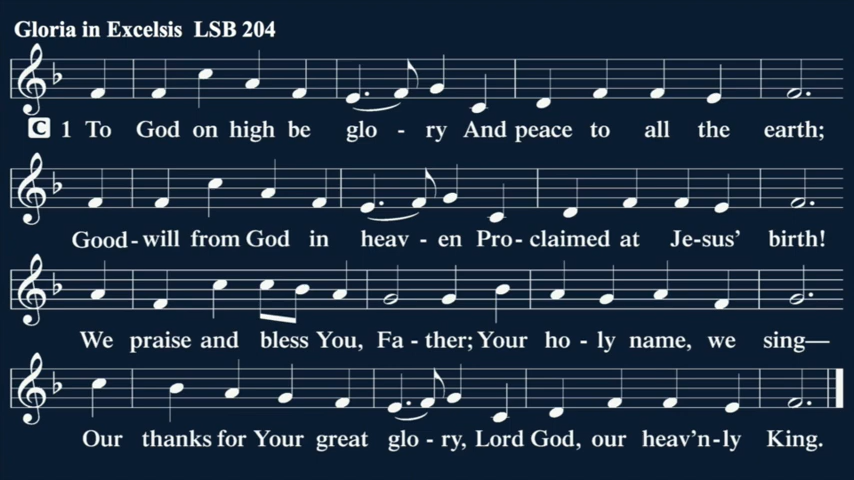 Gloria in Excelsis LSB 204
C 1 To God on high be glo - ry And peace to all the earth;
Good - will from God in heav - en Pro - claimed at Je - sus’ birth!
We praise and bless You, Fa - ther; Your ho - ly name, we sing—
Our thanks for Your great glo - ry, Lord God, our heav’n - ly King.